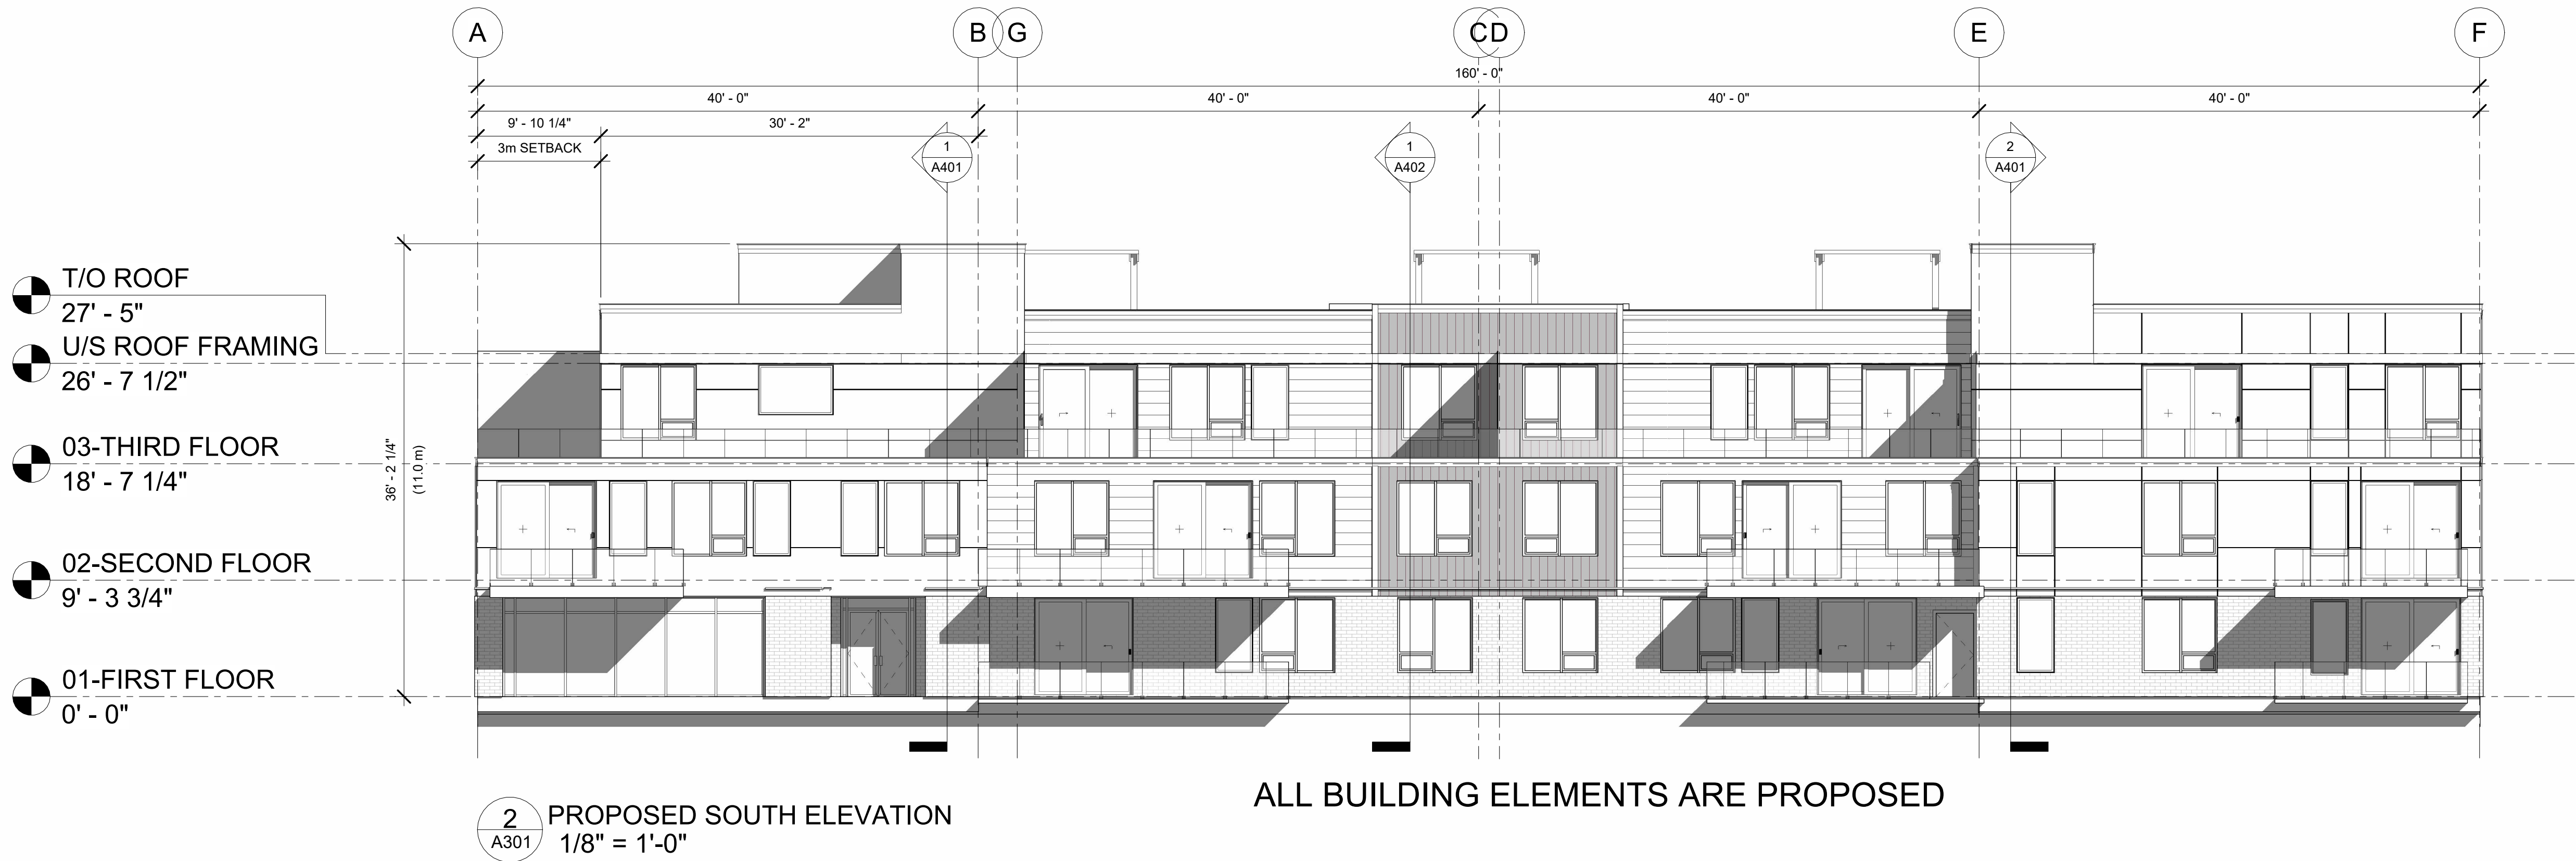 A B G C D E F
160' - 0"
40' - 0" 40' - 0" 40' - 0" 40' - 0"
9' - 10 1/4" 30' - 2"
3m SETBACK
1
A401
1
A402
2
A401
T/O ROOF
27' - 5"
U/S ROOF FRAMING
26' - 7 1/2"
03-THIRD FLOOR
18' - 7 1/4"
36' - 2 1/4"
(11.0 m)
02-SECOND FLOOR
9' - 3 3/4"
01-FIRST FLOOR
0' - 0"
ALL BUILDING ELEMENTS ARE PROPOSED
2
A301
PROPOSED SOUTH ELEVATION
1/8" = 1'-0"